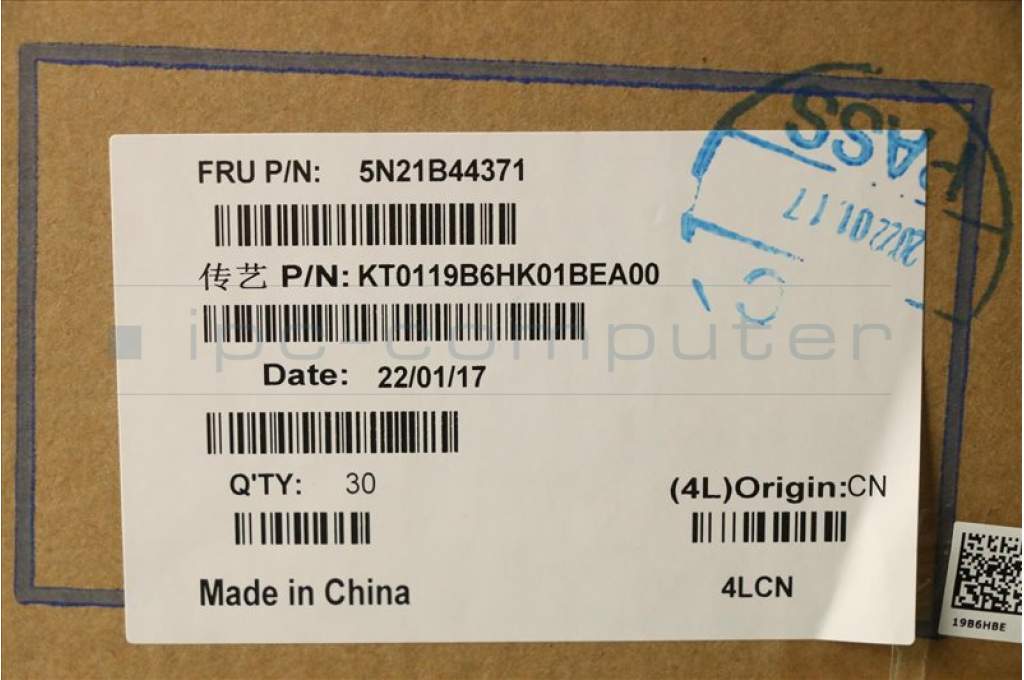 FRU P/N: 5N21B44371
传艺 P/N: KT0119B6HK01BEA00
ipc-computer
Date: 22/01/17
Q'TY: 30
(4L)Origin:CN
Made in China
4LCN
PASS
2022.01.17
19B6HBE